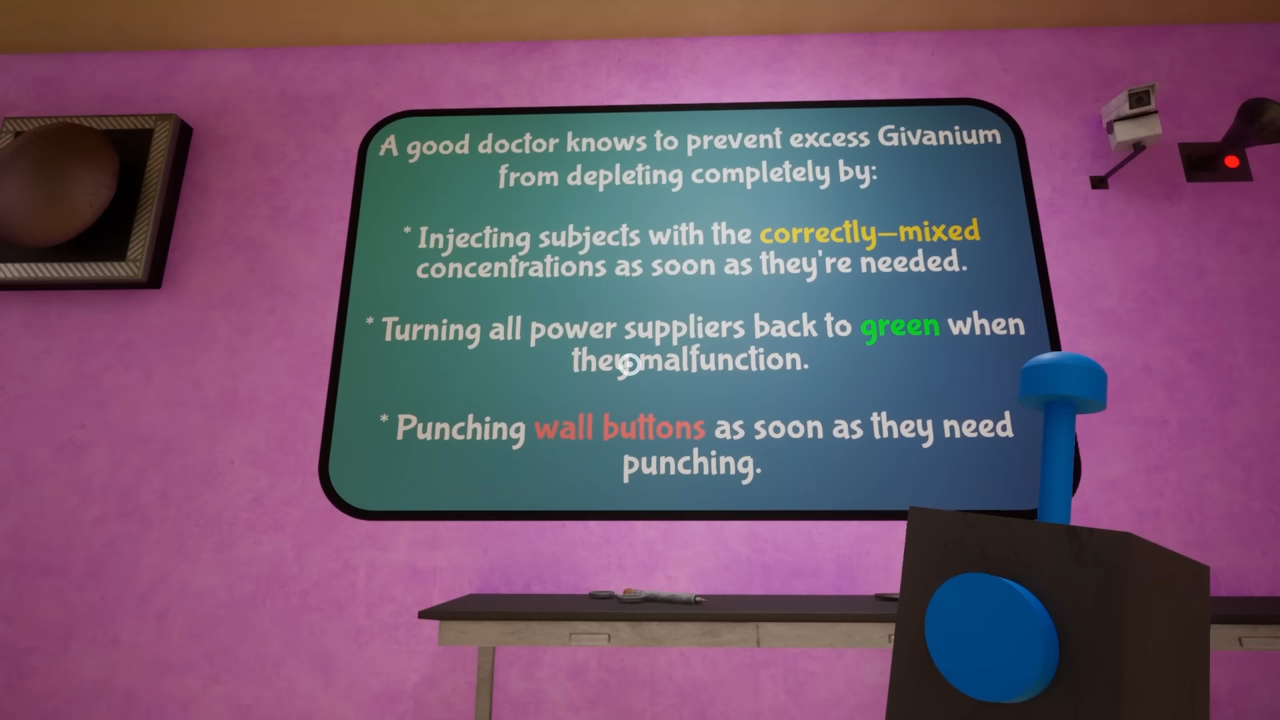 A good doctor knows to prevent excess Givanium
from depleting completely by:
* Injecting subjects with the correctly-mixed
concentrations as soon as they're needed.
* Turning all power suppliers back to green when
they malfunction.
* Punching wall buttons as soon as they need
punching.